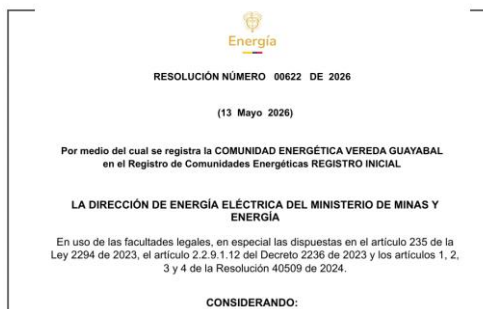 Energía
RESOLUCIÓN NÚMERO 00622 DE 2026
(13 Mayo 2026)
Por medio del cual se registra la COMUNIDAD ENERGÉTICA VEREDA GUAYABAL
en el Registro de Comunidades Energéticas REGISTRO INICIAL
LA DIRECCIÓN DE ENERGÍA ELÉCTRICA DEL MINISTERIO DE MINAS Y
ENERGÍA
En uso de las facultades legales, en especial las dispuestas en el artículo 235 de la
Ley 2294 de 2023, el artículo 2.2.9.1.12 del Decreto 2236 de 2023 y los artículos 1, 2,
3 y 4 de la Resolución 40509 de 2024.
CONSIDERANDO: